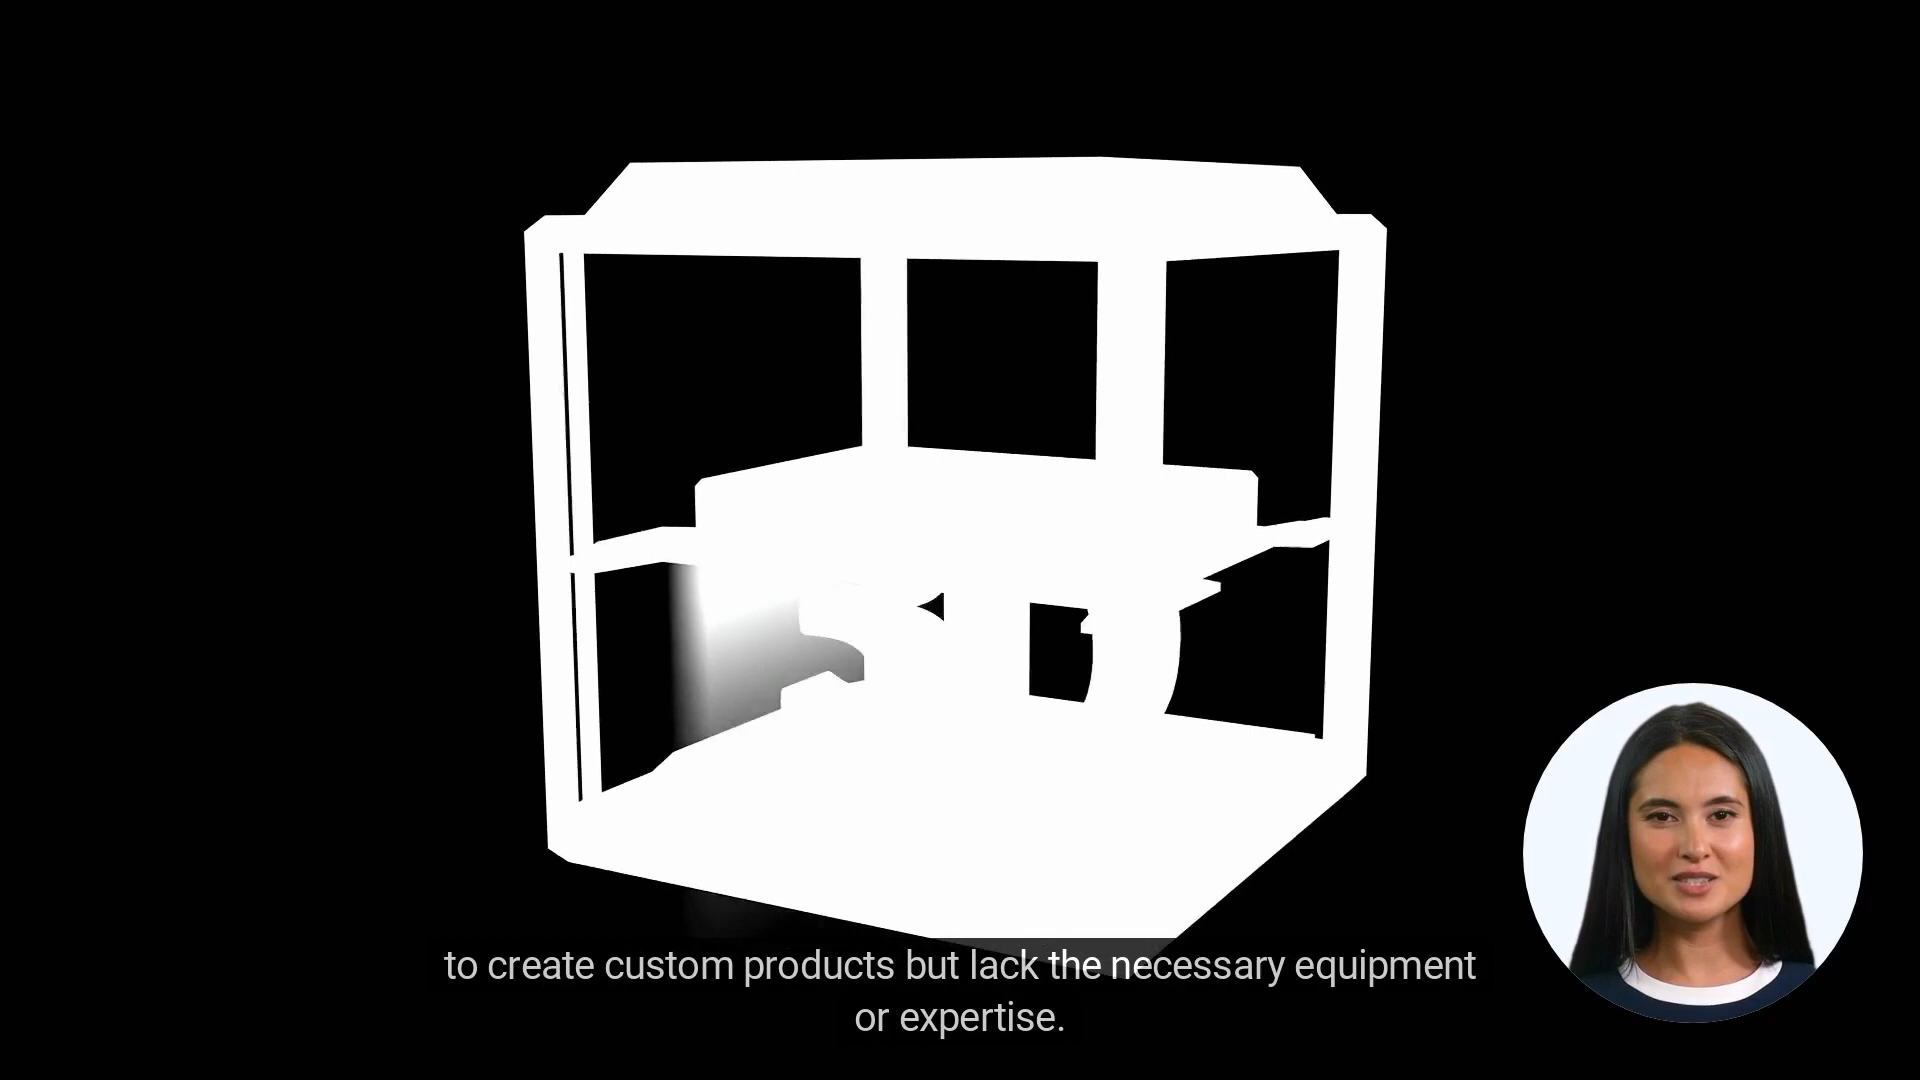 to create custom products but lack the necessary equipment
or expertise.